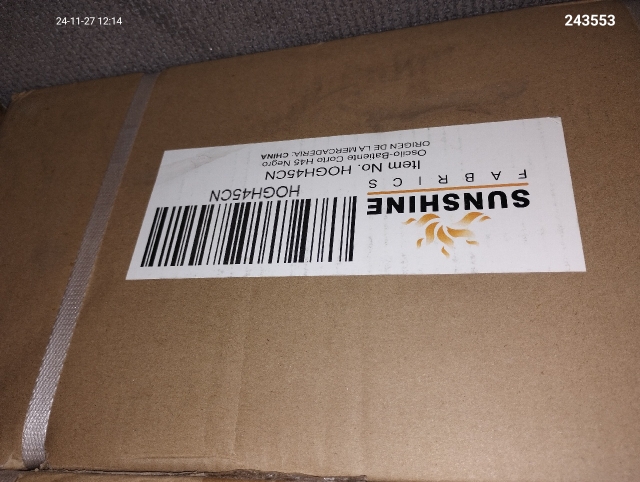 24-11-27 12:14
243553
SUNSHINE
FABRICS
HOGH45CN
Item No. HOGH45CN
Oscilo-Batiente Corto H45 Negro
ORIGEN DE LA MERCADERIA: CHINA